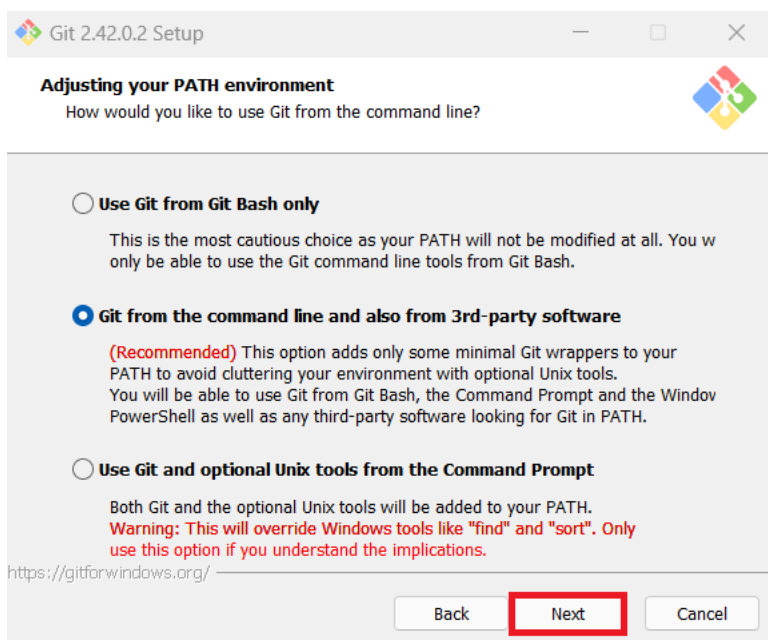 Git 2.42.0.2 Setup
Adjusting your PATH environment
How would you like to use Git from the command line?
Use Git from Git Bash only
This is the most cautious choice as your PATH will not be modified at all. You w
only be able to use the Git command line tools from Git Bash.
Git from the command line and also from 3rd-party software
(Recommended) This option adds only some minimal Git wrappers to your
PATH to avoid cluttering your environment with optional Unix tools.
You will be able to use Git from Git Bash, the Command Prompt and the Window
PowerShell as well as any third-party software looking for Git in PATH.
Use Git and optional Unix tools from the Command Prompt
Both Git and the optional Unix tools will be added to your PATH.
Warning: This will override Windows tools like "find" and "sort". Only
use this option if you understand the implications.
https://gitforwindows.org/
Back Next Cancel